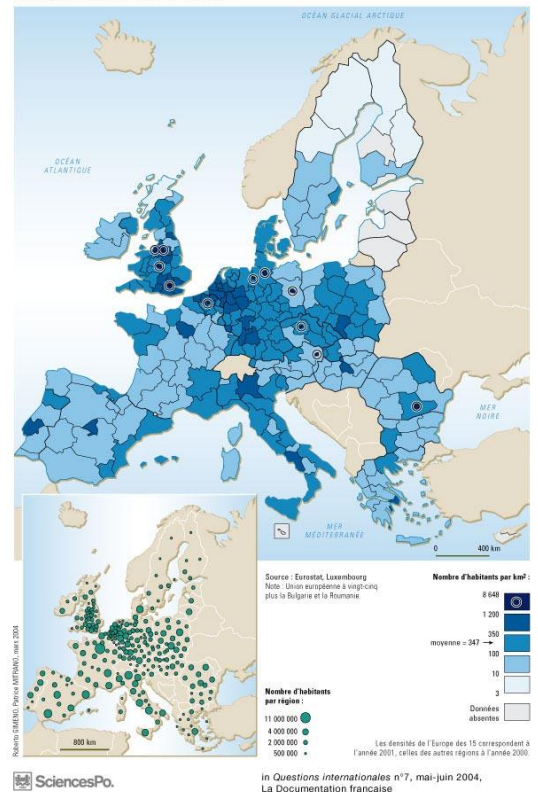 OCÉAN GLACIAL ARCTIQUE
OCÉAN
ATLANTIQUE
MER
NOIRE
MER
MÉDITERRANÉE
0 400 km
Roberto GIMENO, Patrice MITRANO, mars 2004
800 km
Source : Eurostat, Luxembourg
Note : Union européenne à vingt-cinq
plus la Bulgarie et la Roumanie.
Nombre d'habitants
par région :
11 000 000
4 000 000
2 000 000
500 000
Nombre d'habitants par km² :
8 648
1 200
350
moyenne = 347
100
10
3
Données
absentes
Les densités de l'Europe des 15 correspondent à
l'année 2001, celles des autres régions à l'année 2000.
SciencesPo.
in Questions internationales n°7, mai-juin 2004,
La Documentation française